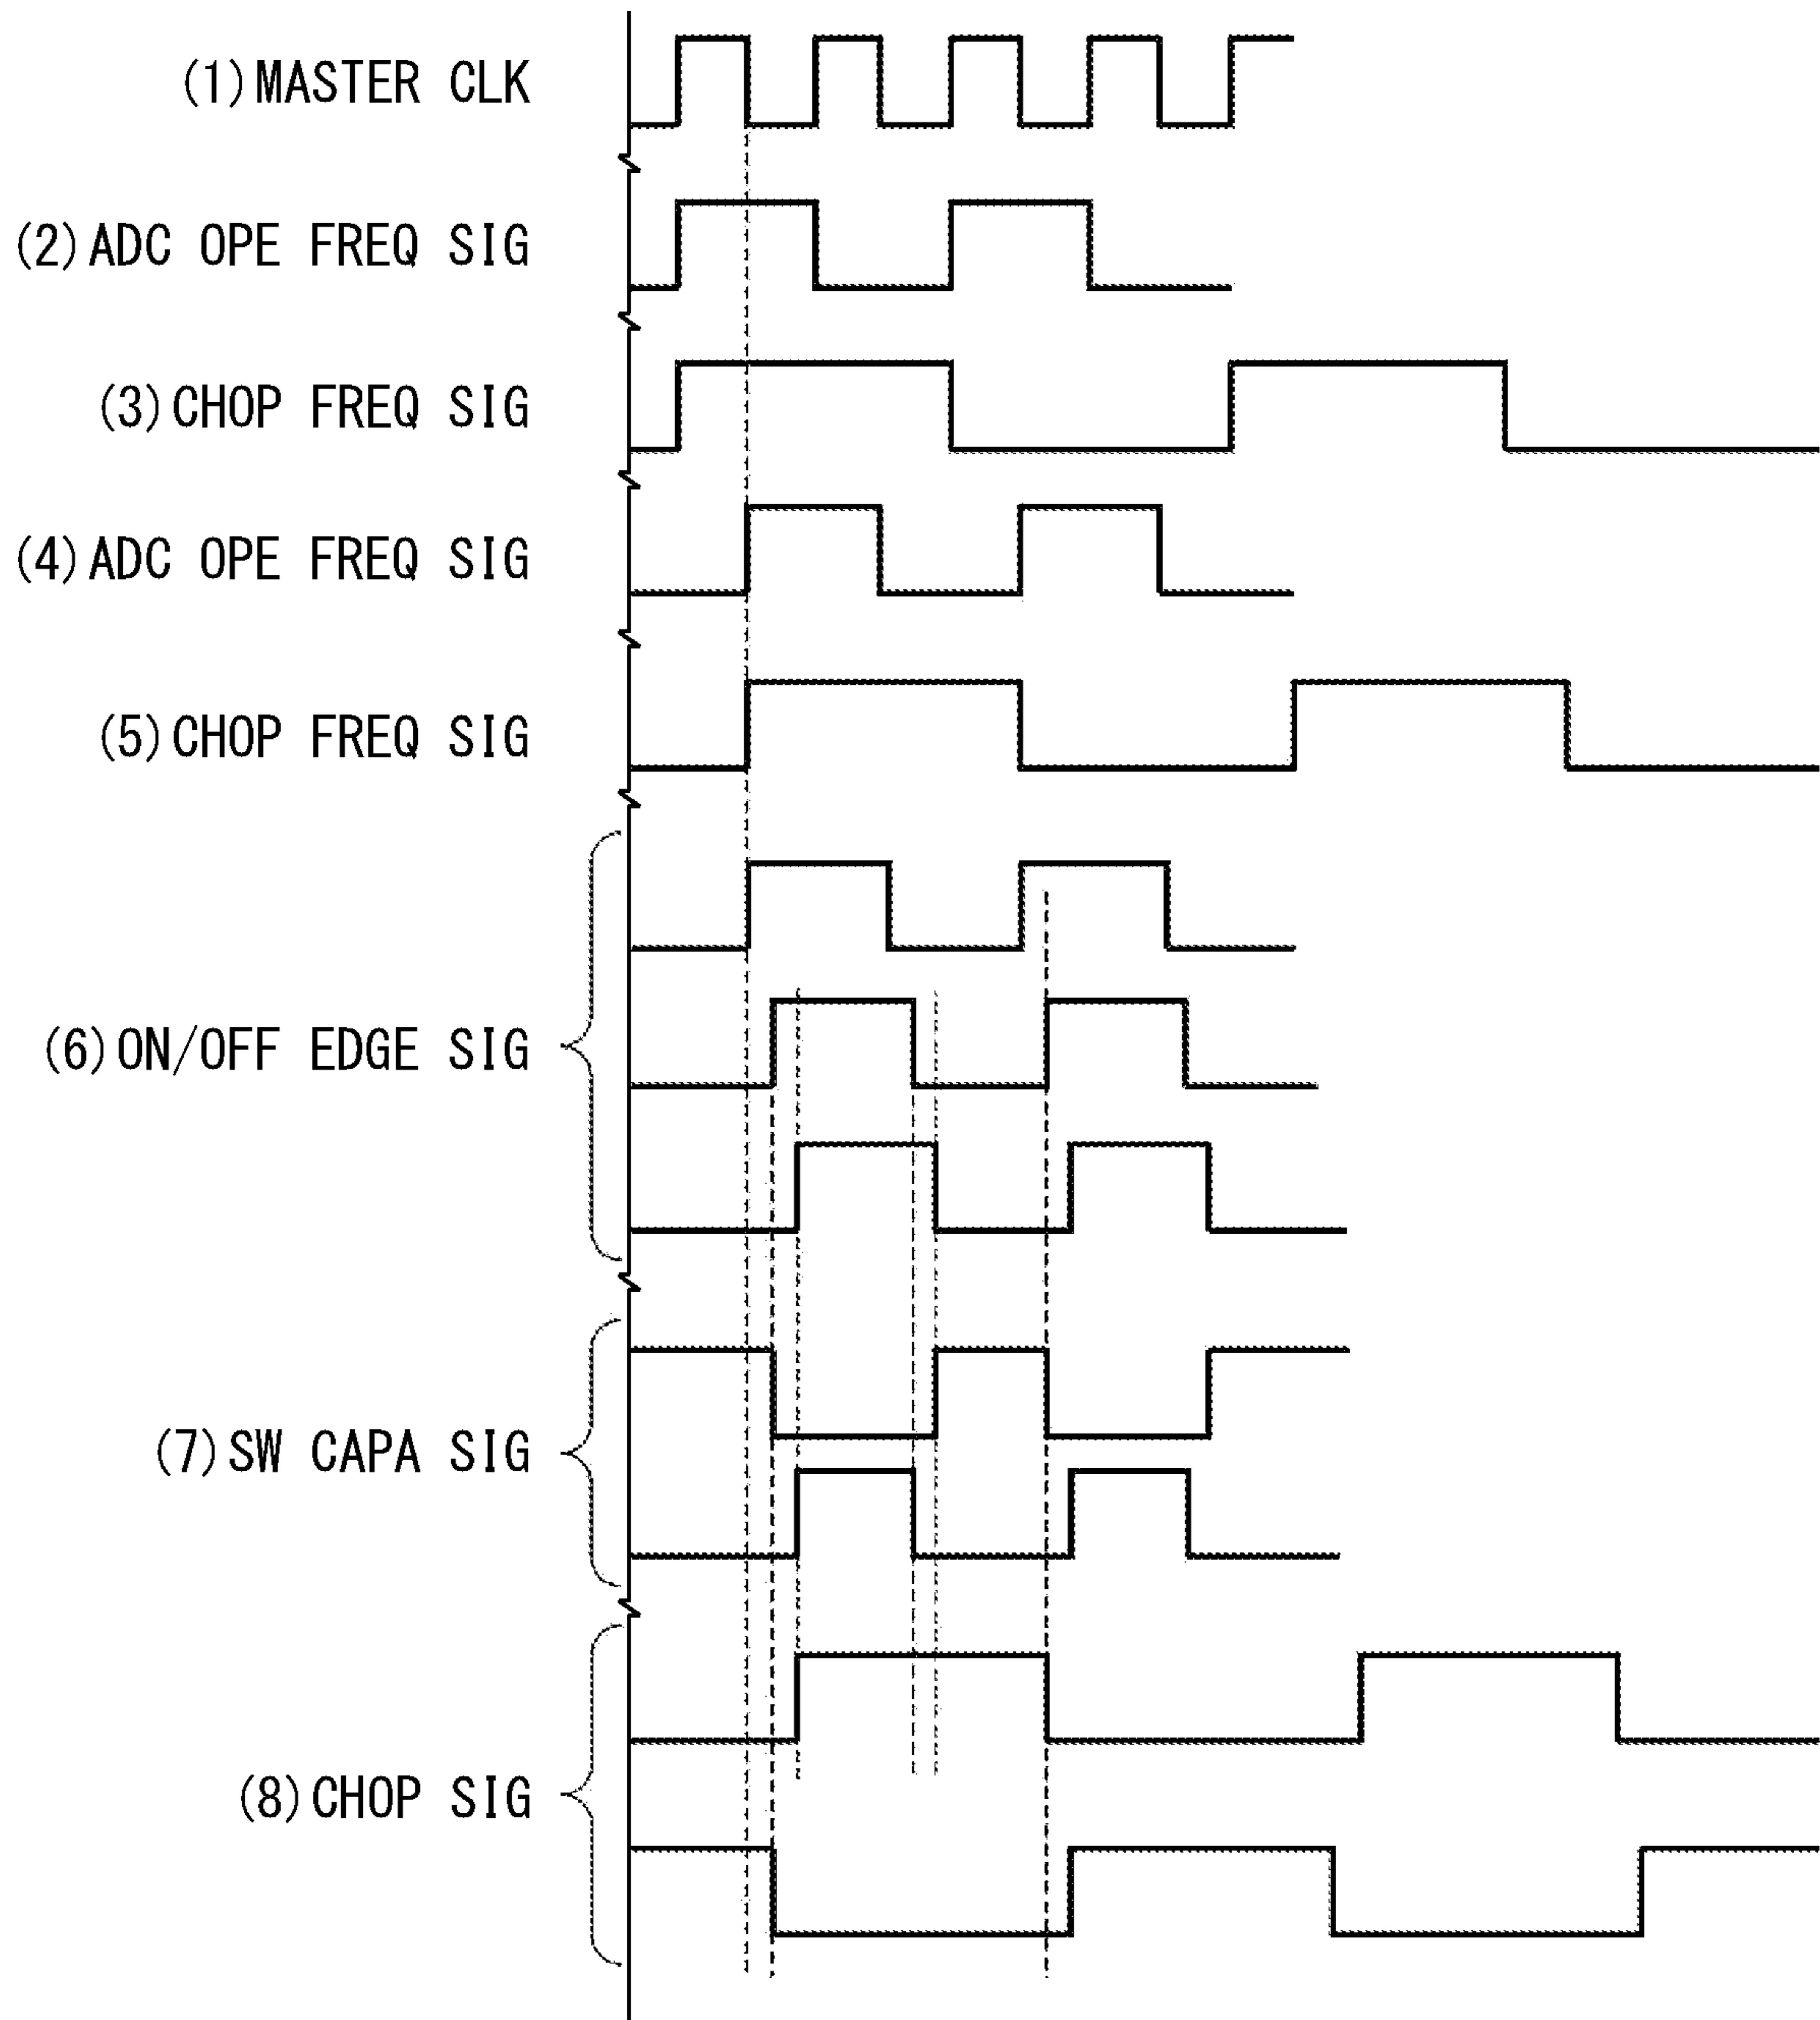 (1)MASTER CLK
(2)ADC OPE FREQ SIG
(3)CHOP FREQ SIG
(4)ADC OPE FREQ SIG
(5)CHOP FREQ SIG
(6)ON/OFF EDGE SIG
(7)SW CAPA SIG
(8)CHOP SIG